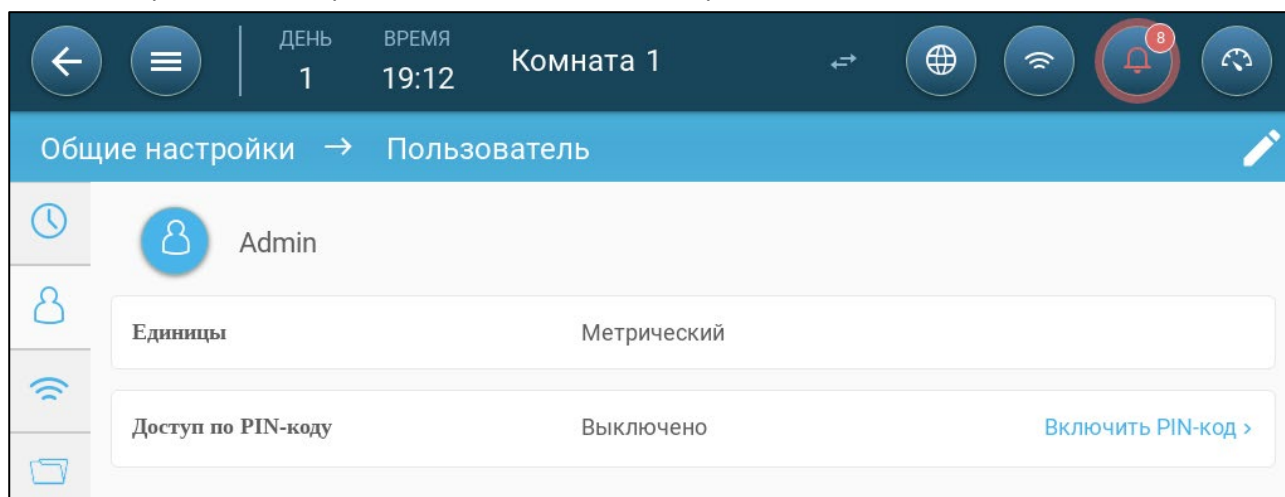 ДЕНЬ ВРЕМЯ
1 19:12 Комната 1 8
Общие настройки → Пользователь
Admin
Единицы Метрический
Доступ по PIN-коду Выключено Включить PIN-код ›